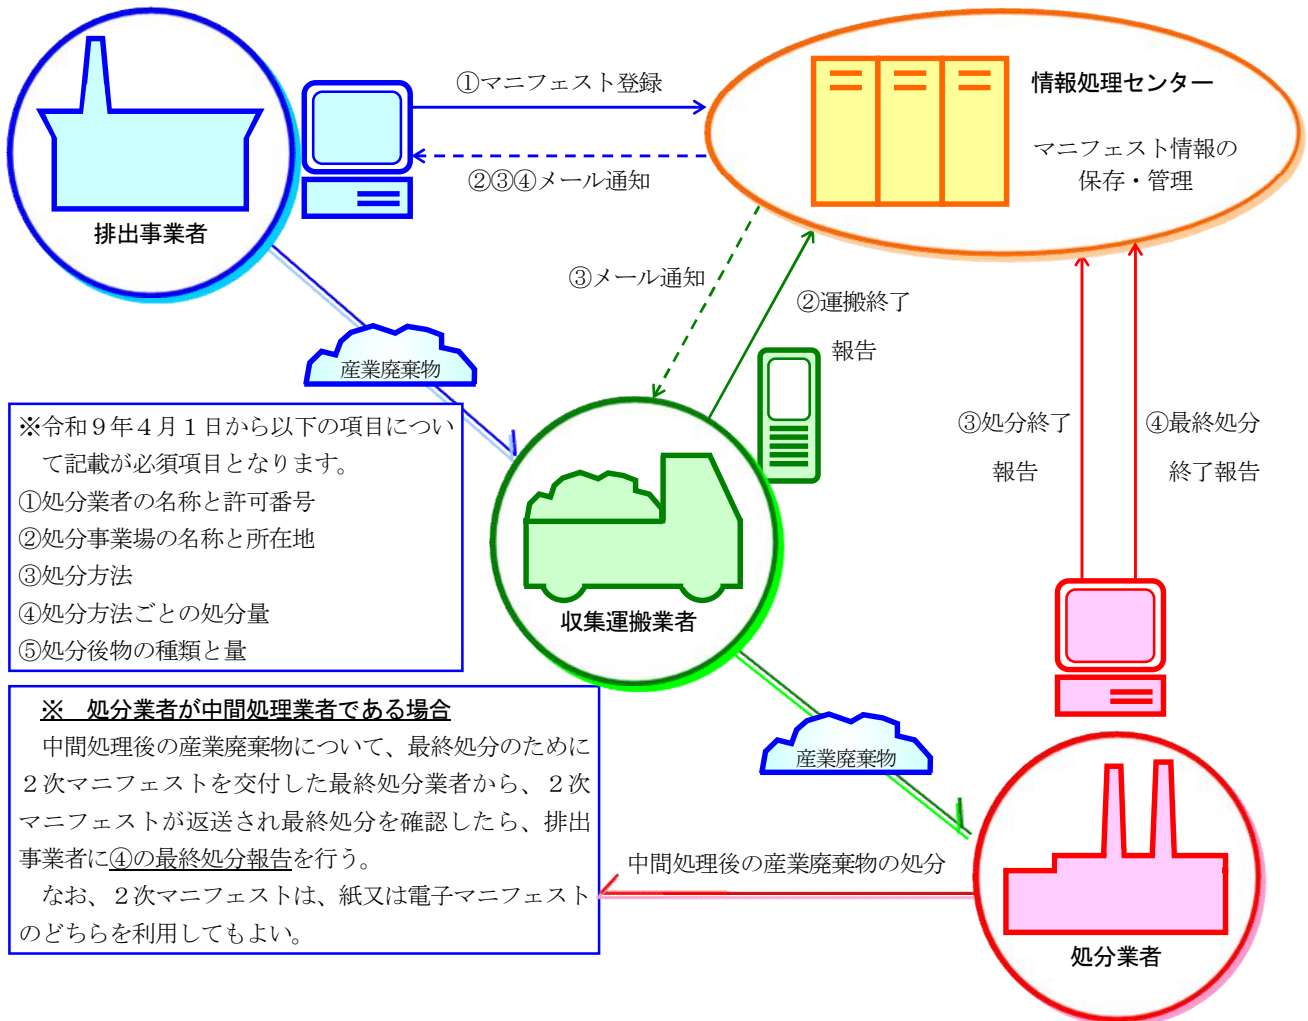 ①マニフェスト登録
情報処理センター
マニフェスト情報の
保存・管理
②③④メール通知
排出事業者
③メール通知
②運搬終了
報告
産業廃棄物
※令和９年４月１日から以下の項目につい
て記載が必須項目となります。
①処分業者の名称と許可番号
②処分事業場の名称と所在地
③処分方法
④処分方法ごとの処分量
⑤処分後物の種類と量
③処分終了
報告
④最終処分
終了報告
収集運搬業者
※　処分業者が中間処理業者である場合
中間処理後の産業廃棄物について、最終処分のために
２次マニフェストを交付した最終処分業者から、２次
マニフェストが返送され最終処分を確認したら、排出
事業者に④の最終処分報告を行う。
なお、２次マニフェストは、紙又は電子マニフェスト
のどちらを利用してもよい。
産業廃棄物
中間処理後の産業廃棄物の処分
処分業者